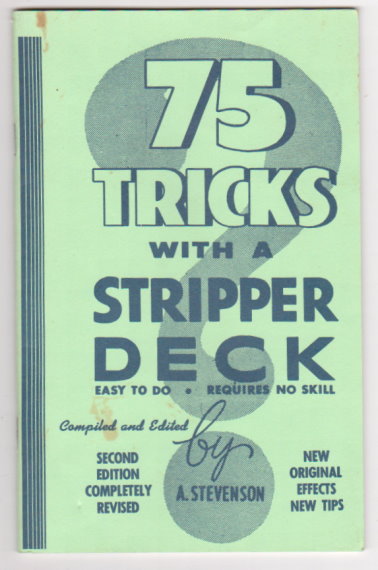 75
TRICKS
WITH A
STRIPPER
DECK
EASY TO DO • REQUIRES NO SKILL
Compiled and Edited
by
A. STEVENSON
SECOND
EDITION
COMPLETELY
REVISED
NEW
ORIGINAL
EFFECTS
NEW TIPS